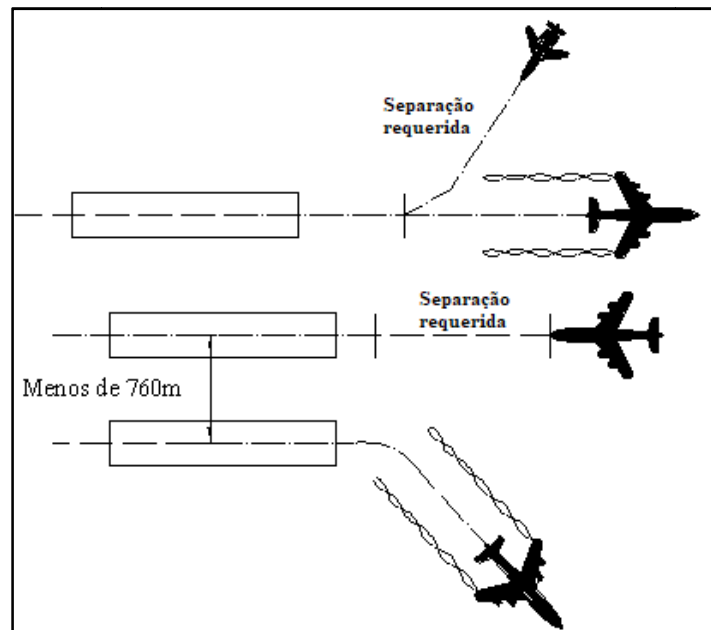 Separação
requerida
Separação
requerida
Menos de 760m